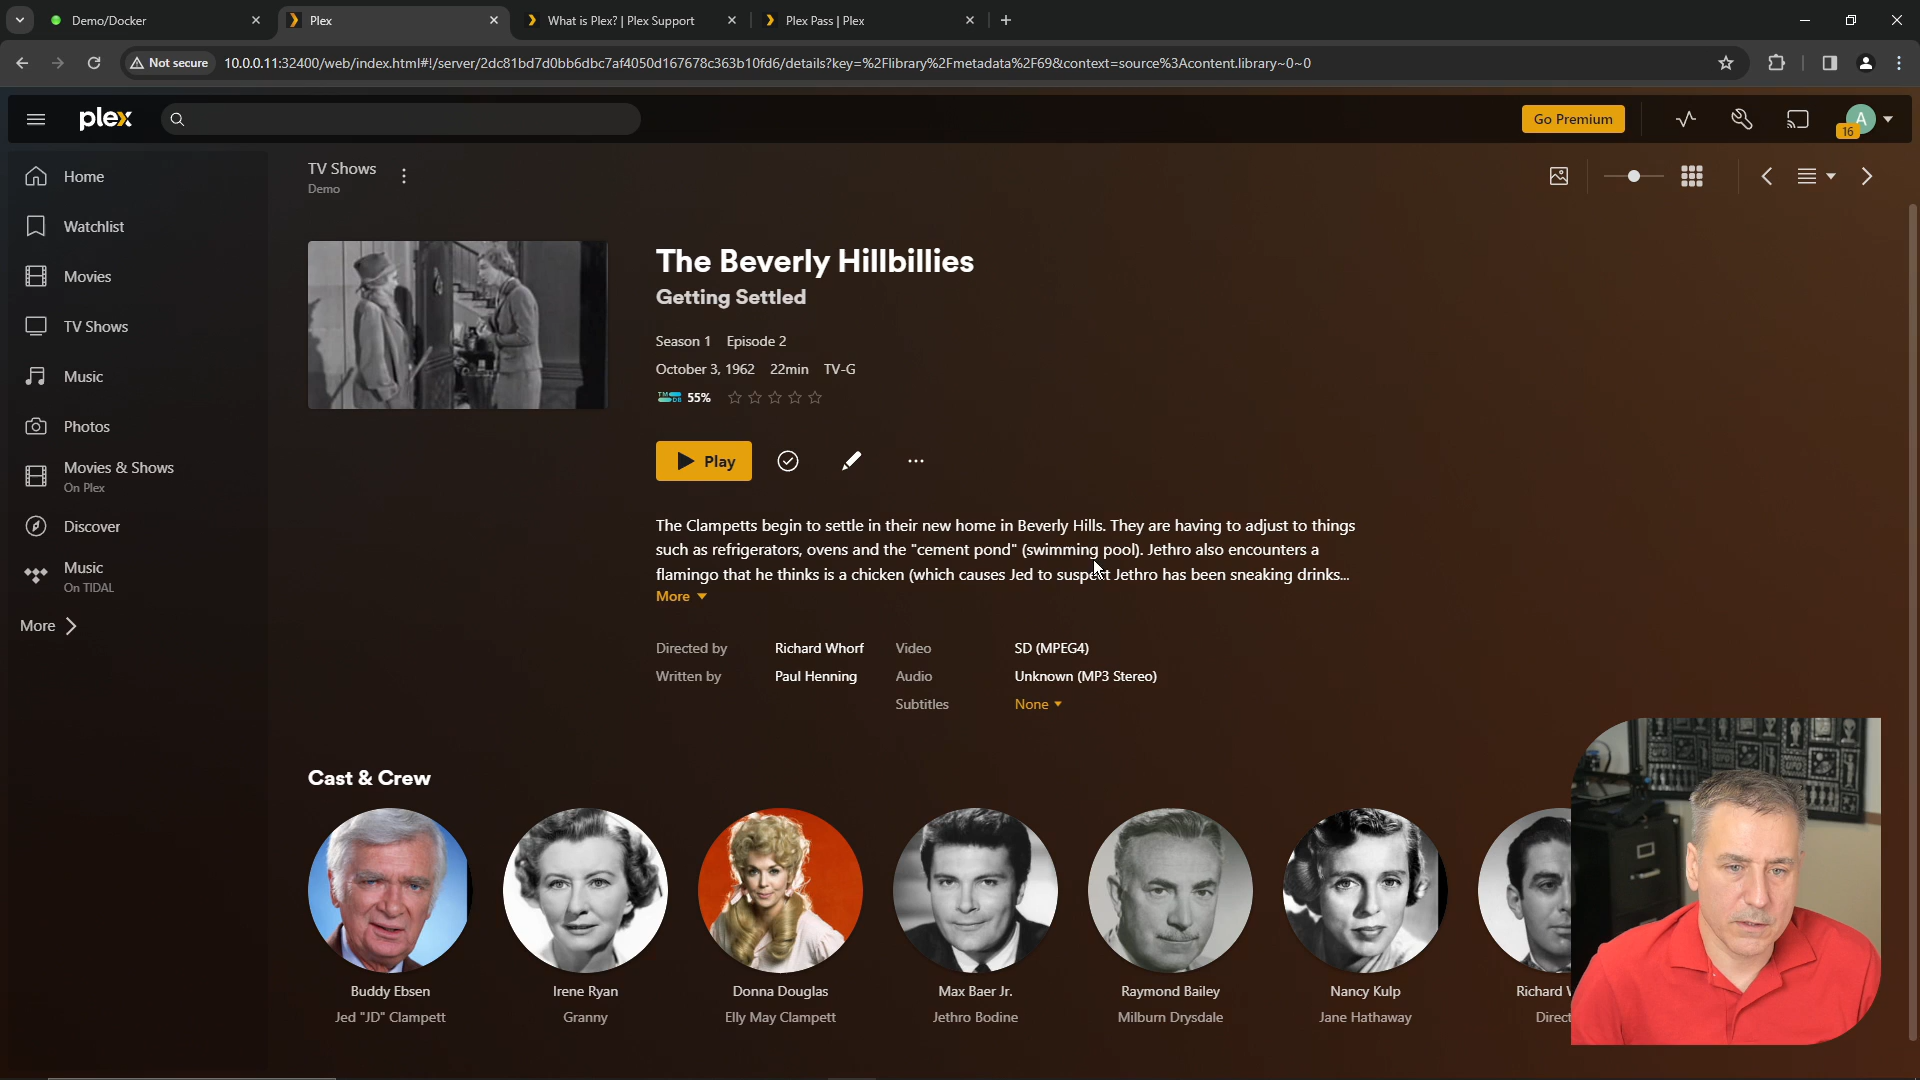 Demo/Docker
Plex
What is Plex? | Plex Support
Plex Pass | Plex
Not secure
10.0.0.11:32400/web/index.html#!/server/2dc81bd7d0bb6dbc7af4050d167678c363b10fd6/details?key=%2Flibrary%2Fmetadata%2F69&context=source%3Acontent.library~0~0
plex
Go Premium
A
16
Home
Watchlist
Movies
TV Shows
Music
Photos
Movies & Shows
On Plex
Discover
Music
On TIDAL
More
TV Shows
Demo
The Beverly Hillbillies
Getting Settled
Season 1 Episode 2
October 3, 1962 22min TV-G
TMDB 55%
Play
The Clampetts begin to settle in their new home in Beverly Hills. They are having to adjust to things
such as refrigerators, ovens and the "cement pond" (swimming pool). Jethro also encounters a
flamingo that he thinks is a chicken (which causes Jed to suspect Jethro has been sneaking drinks...
More
Directed by Richard Whorf Video SD (MPEG4)
Written by Paul Henning Audio Unknown (MP3 Stereo)
Subtitles None
Cast & Crew
Buddy Ebsen
Jed "JD" Clampett
Irene Ryan
Granny
Donna Douglas
Elly May Clampett
Max Baer Jr.
Jethro Bodine
Raymond Bailey
Milburn Drysdale
Nancy Kulp
Jane Hathaway
Richard